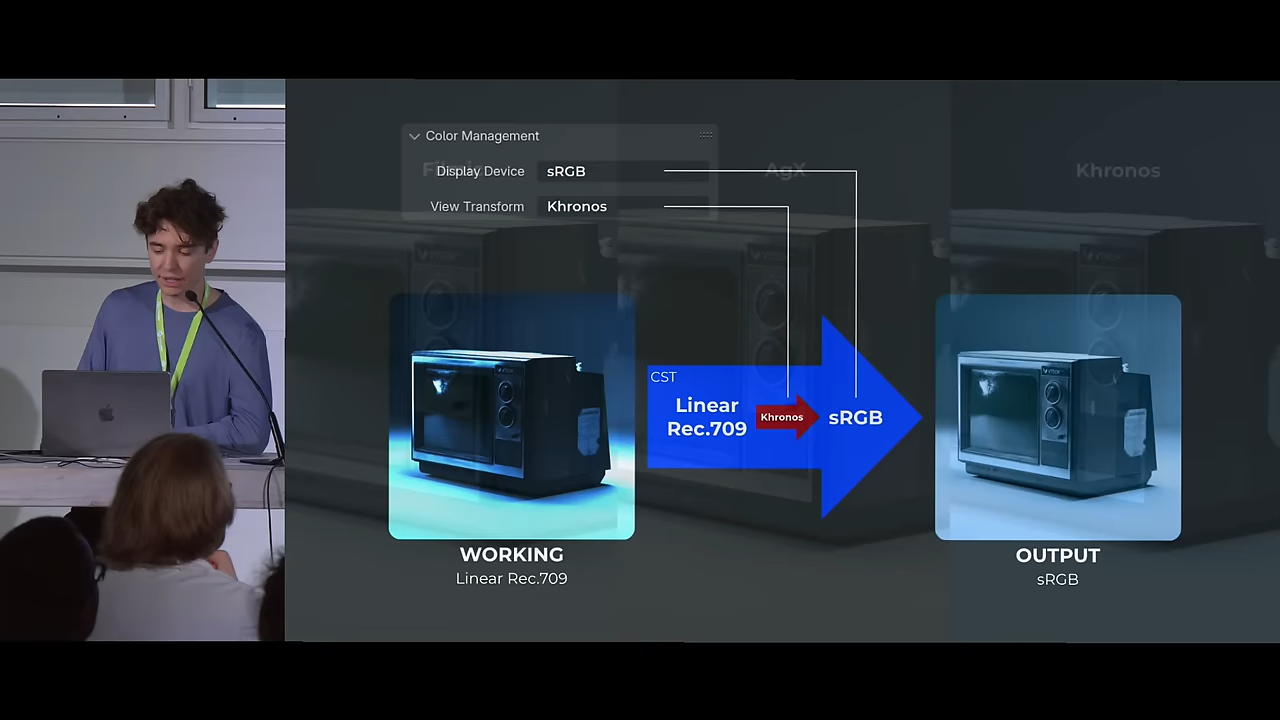 Color Management
Display Device sRGB
View Transform Khronos
AgX
Khronos
CST
Linear
Rec.709
Khronos
sRGB
WORKING
Linear Rec.709
OUTPUT
sRGB